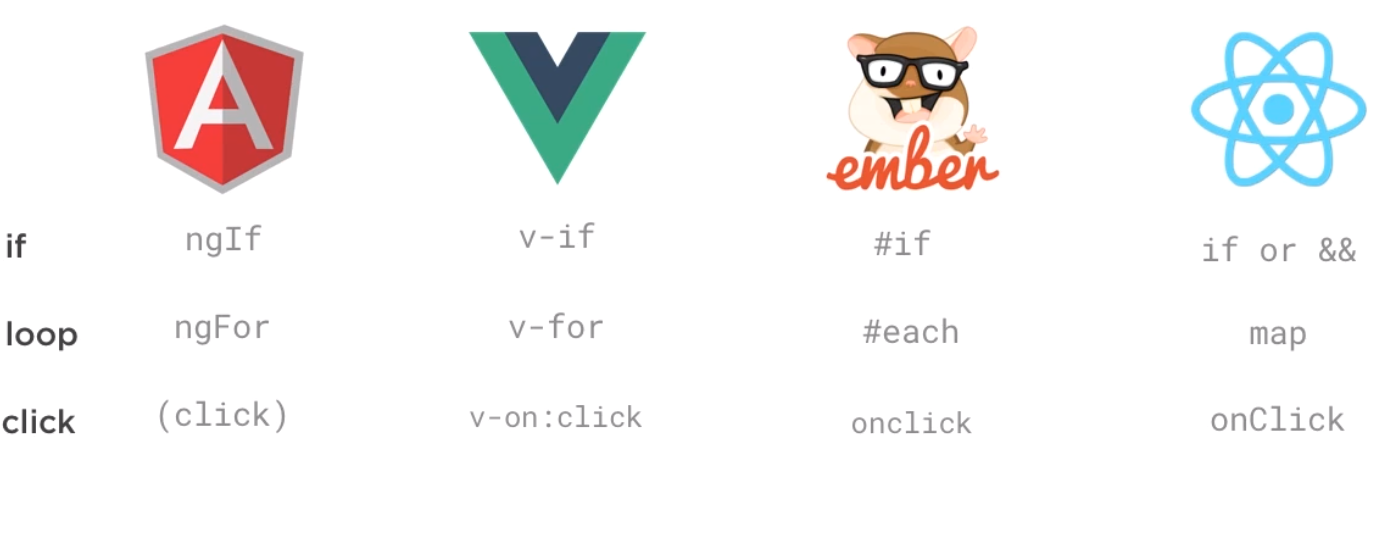 A
ember
if ngIf v-if #if if or &&
loop ngFor v-for #each map
click (click) v-on:click onclick onClick